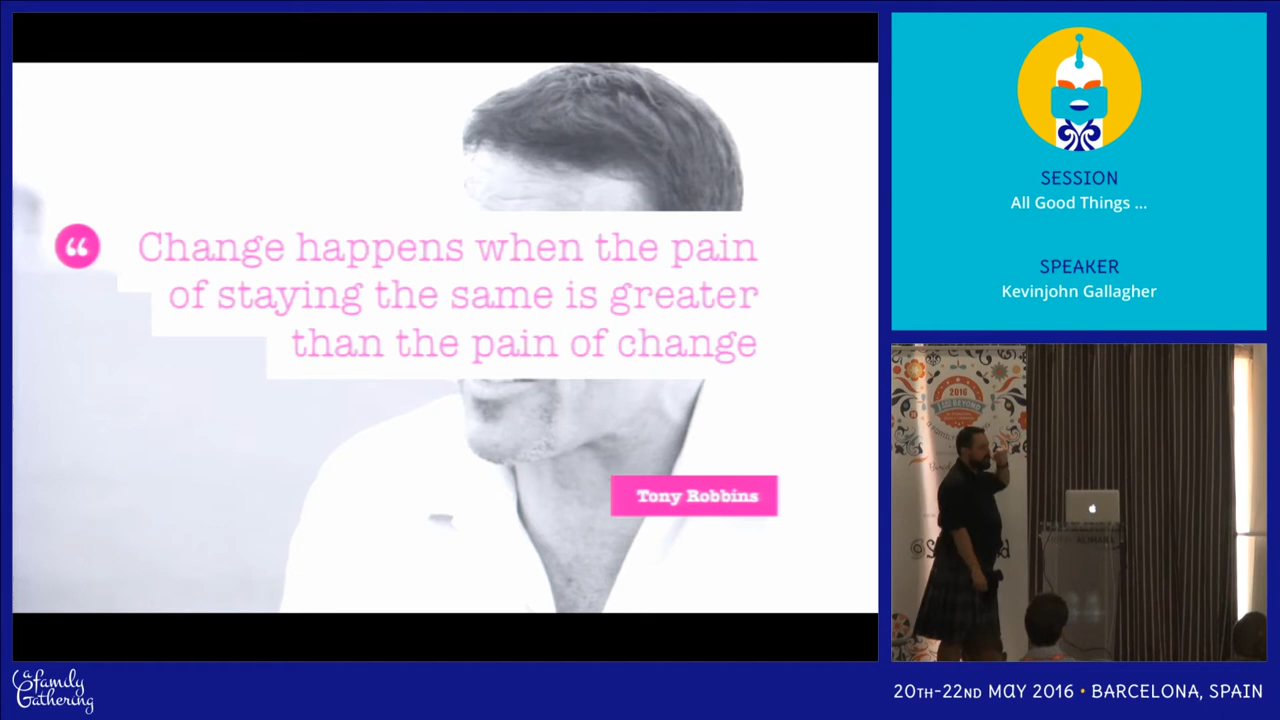 “
Change happens when the pain
of staying the same is greater
than the pain of change
Tony Robbins
SESSION
All Good Things ...
SPEAKER
Kevinjohn Gallagher
2016
a
family
Gathering
20TH-22ND MAY 2016 • BARCELONA, SPAIN